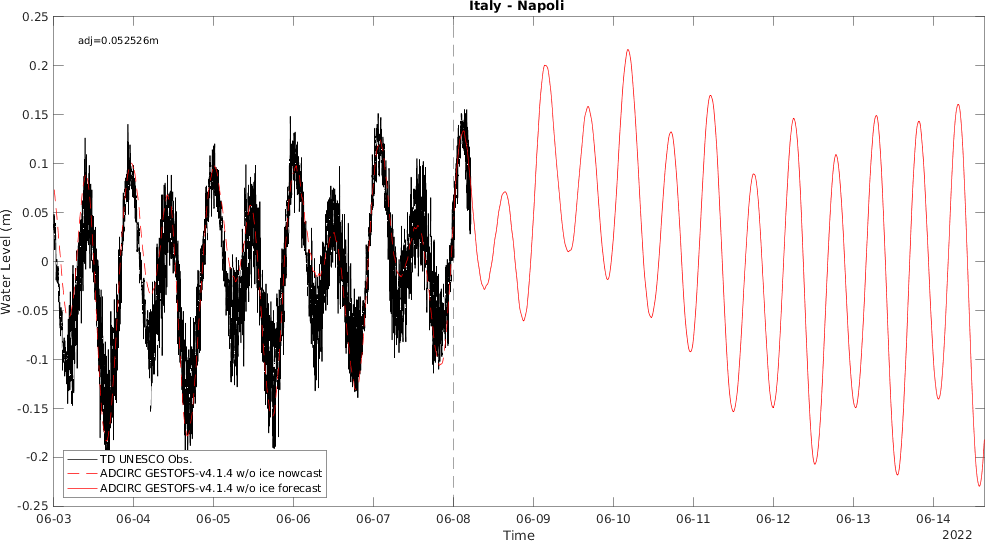 Italy - Napoli
adj=0.052526m
Water Level (m)
0.25
0.2
0.15
0.1
0.05
0
-0.05
-0.1
-0.15
-0.2
-0.25
TD UNESCO Obs.
ADCIRC GESTOFS-v4.1.4 w/o ice nowcast
ADCIRC GESTOFS-v4.1.4 w/o ice forecast
06-03 06-04 06-05 06-06 06-07 06-08 06-09 06-10 06-11 06-12 06-13 06-14
Time
2022